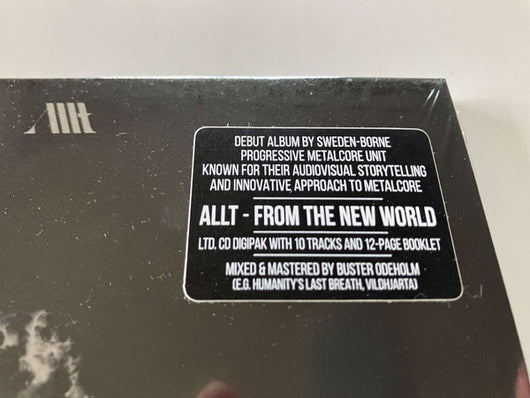 Allt
DEBUT ALBUM BY SWEDEN-BORNE
PROGRESSIVE METALCORE UNIT
KNOWN FOR THEIR AUDIOVISUAL STORYTELLING
AND INNOVATIVE APPROACH TO METALCORE
ALLT - FROM THE NEW WORLD
LTD. CD DIGIPAK WITH 10 TRACKS AND 12-PAGE BOOKLET
MIXED & MASTERED BY BUSTER ODEHOLM
(E.G. HUMANITY'S LAST BREATH, VILDHJARTA)